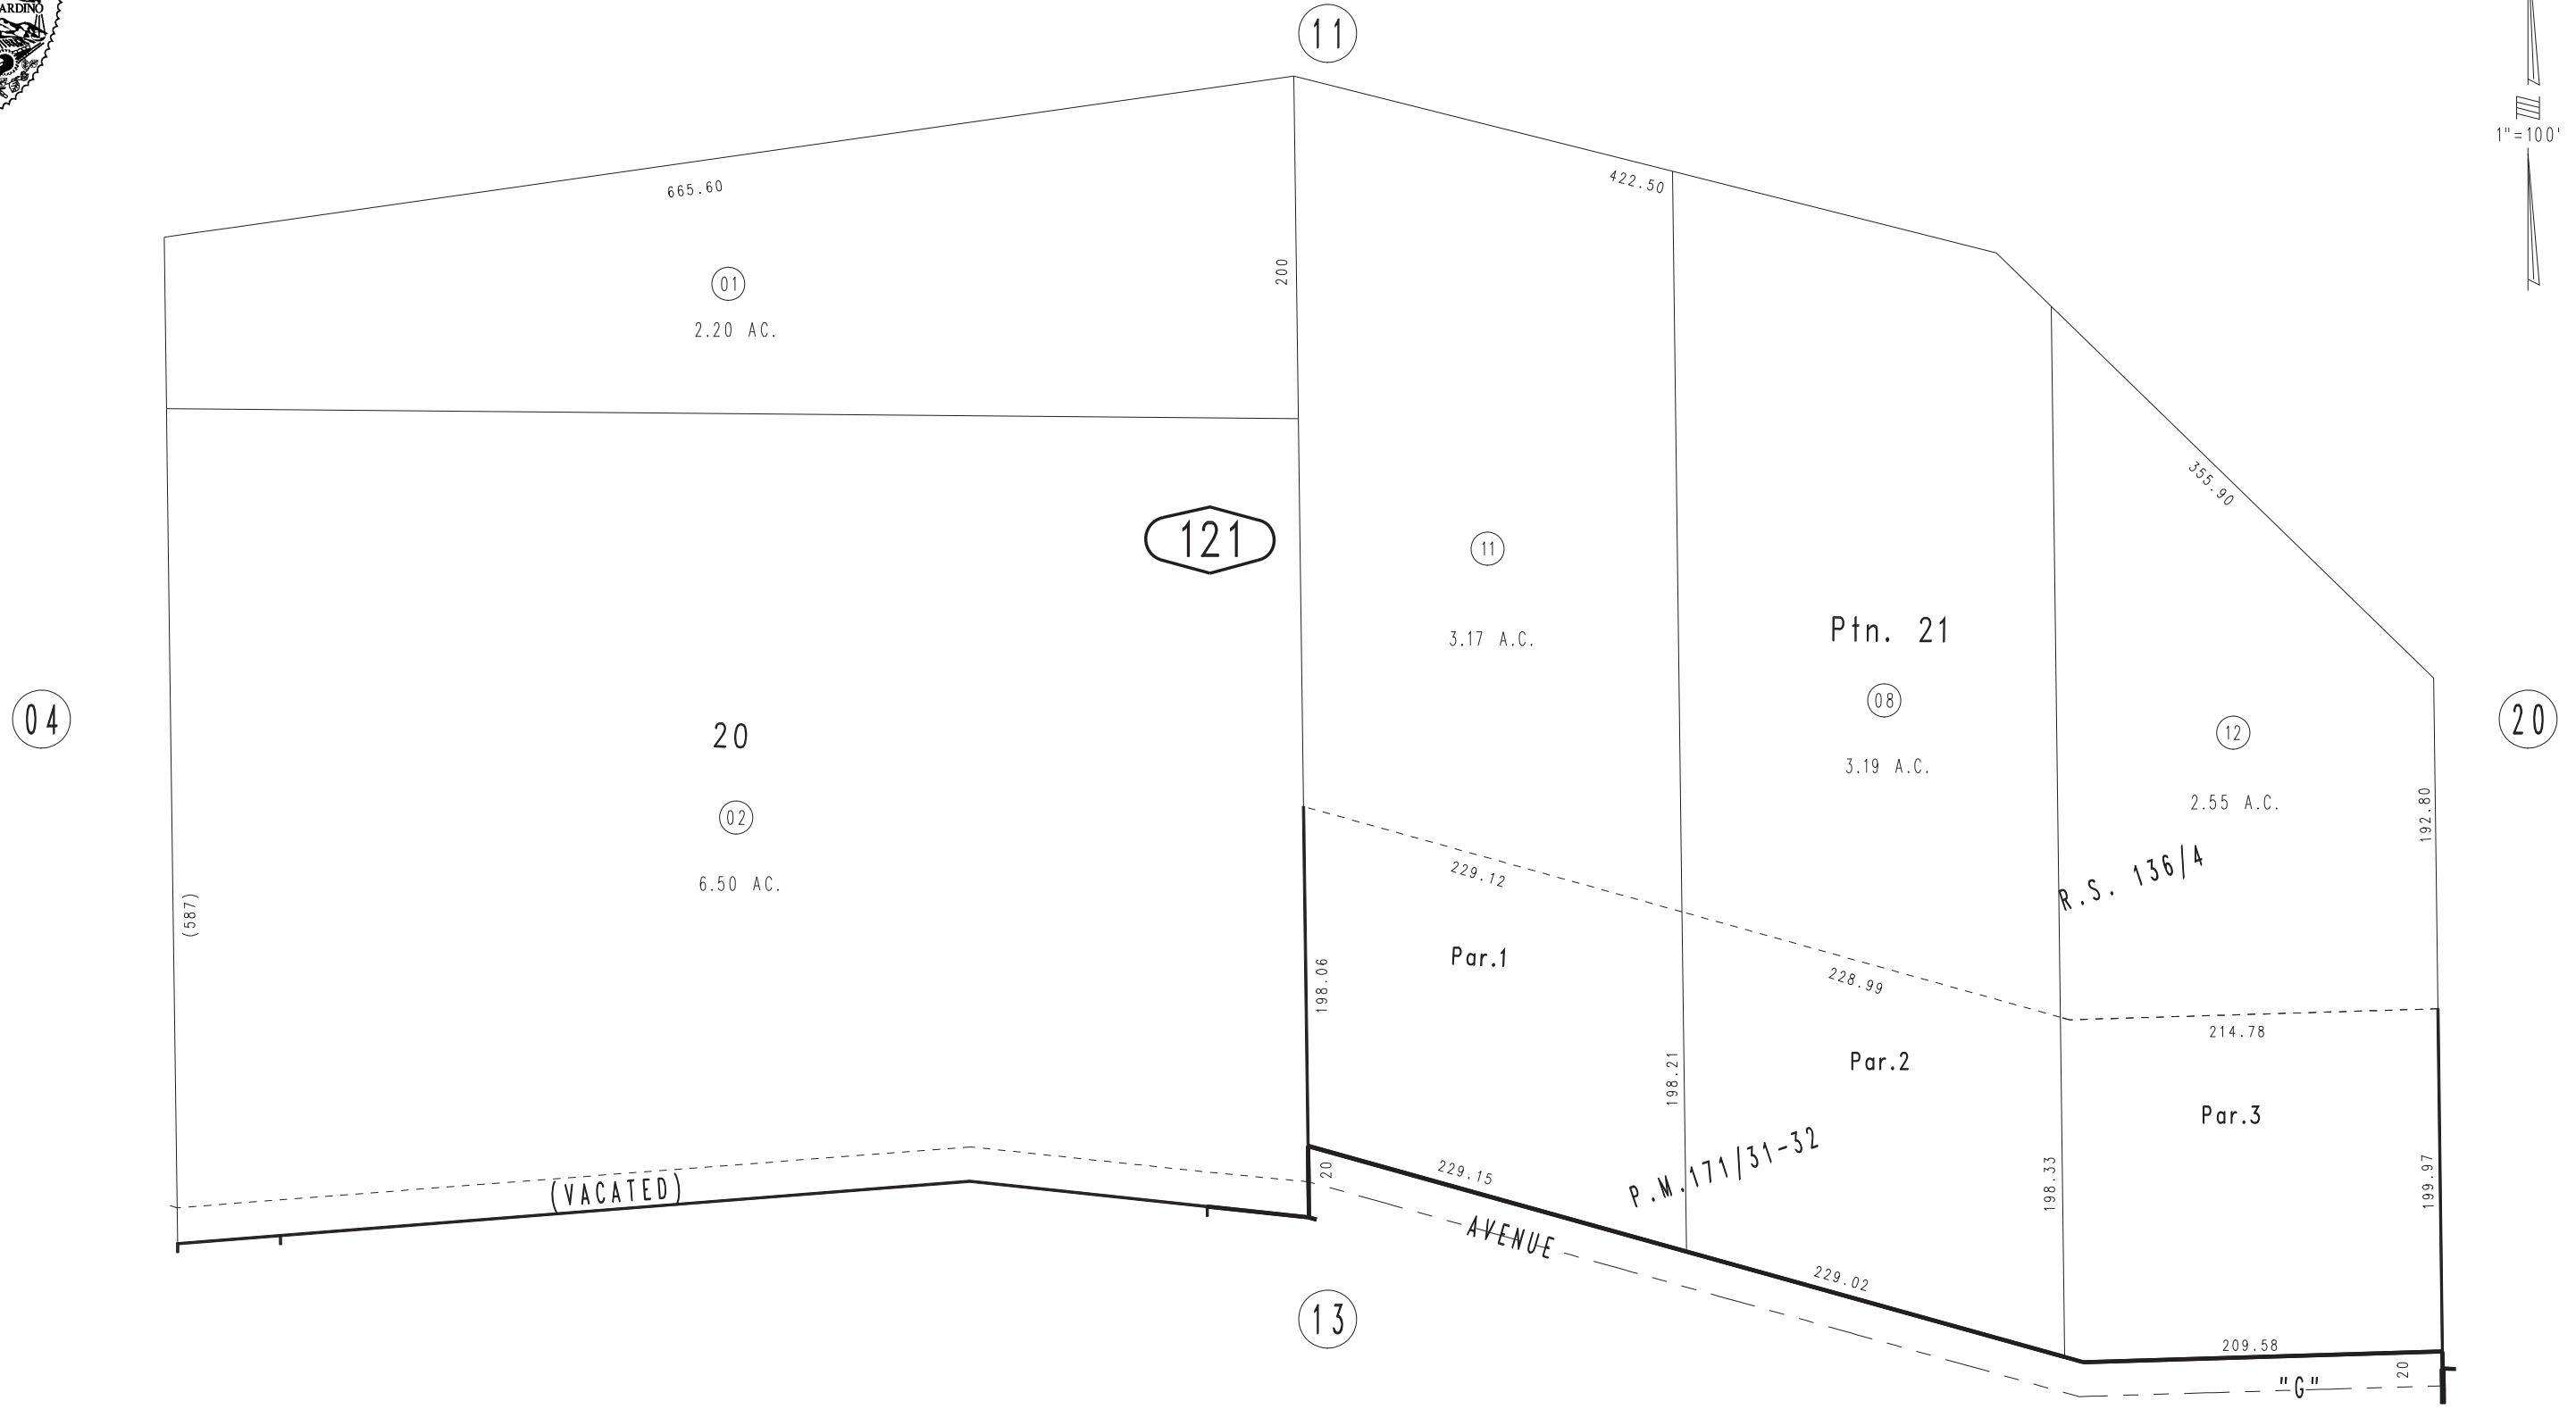 ARDINO
11
1"=100'
665.60
422.50
200
01
2.20 AC.
355.90
121
11
3.17 A.C.
Ptn. 21
08
3.19 A.C.
12
2.55 A.C.
192.80
04
20
20
02
6.50 AC.
(587)
R.S. 136/4
229.12
Par.1
198.06
228.99
214.78
Par.2
198.21
Par.3
P.M.171/31-32
198.33
199.97
(VACATED)
20
229.15
AVENUE
229.02
13
209.58
20
"G"